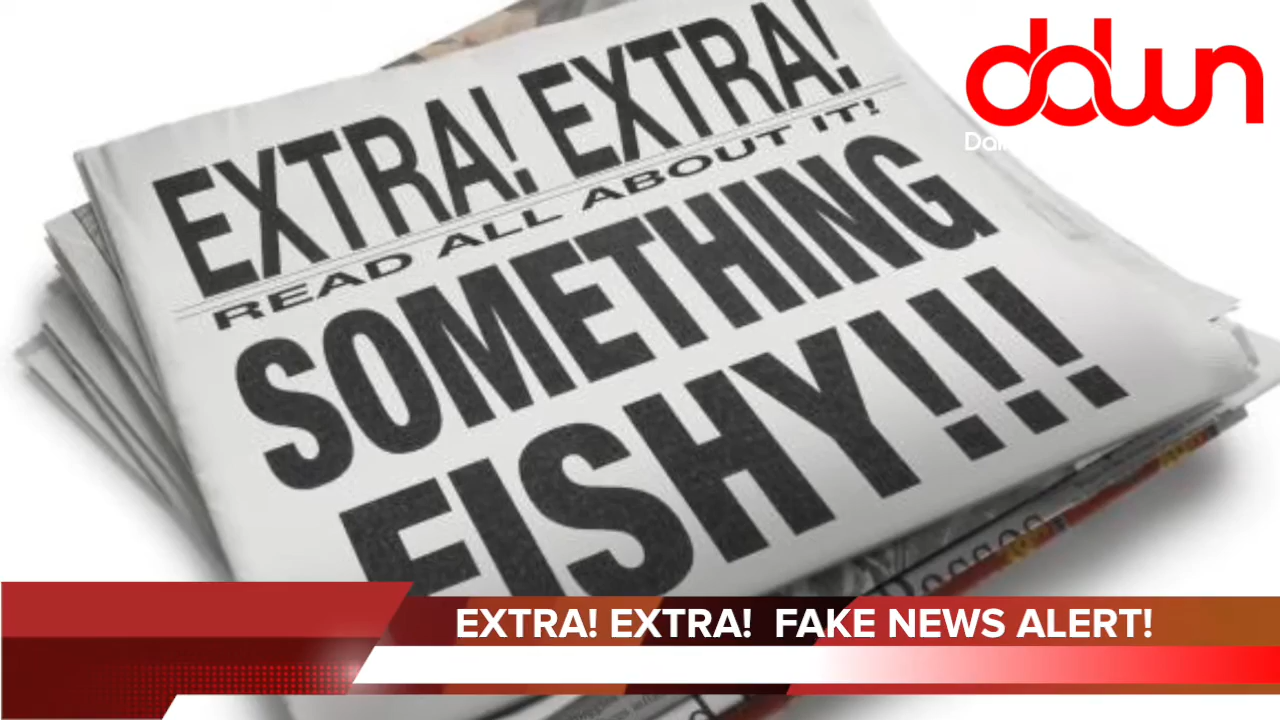 dawn
EXTRA! EXTRA!
READ ALL ABOUT IT!
SOMETHING
FISHY!!!
EXTRA! EXTRA! FAKE NEWS ALERT!